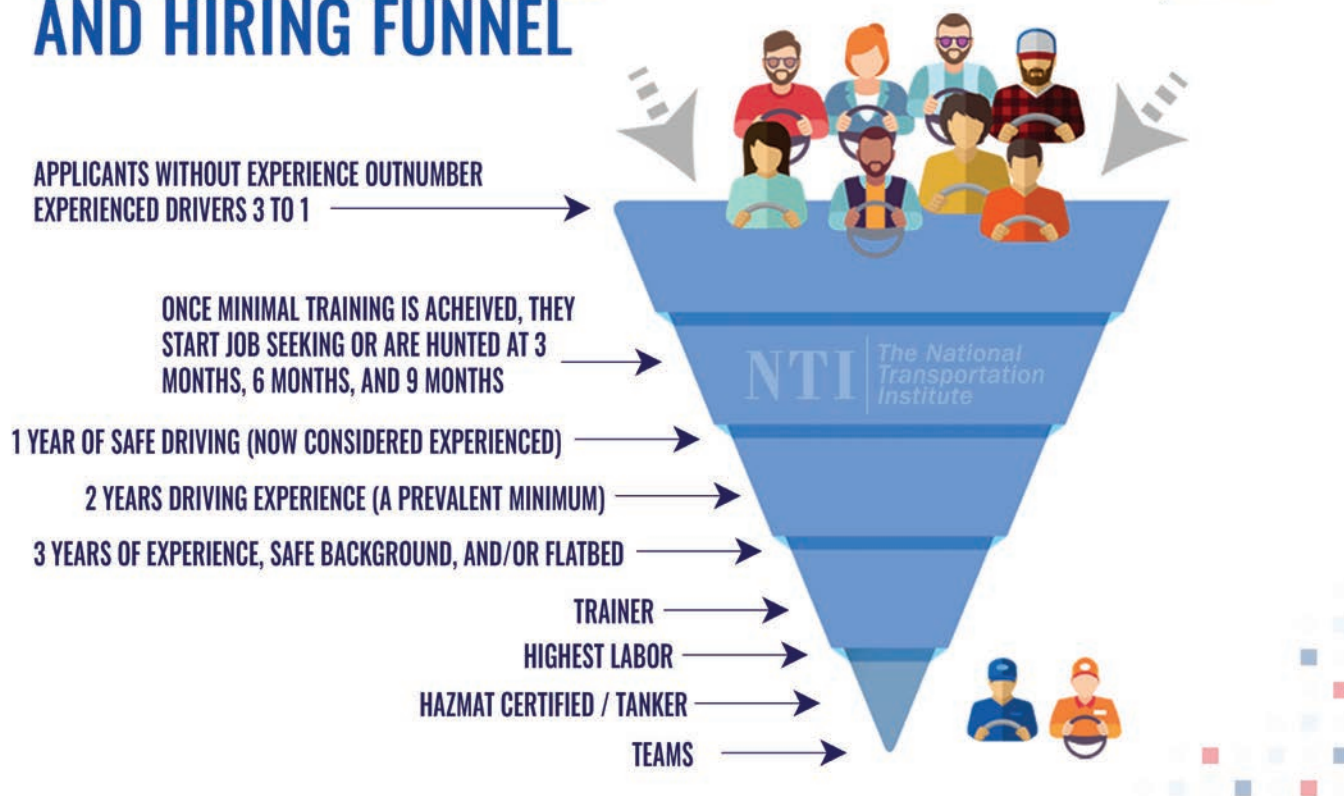 AND HIRING FUNNEL
APPLICANTS WITHOUT EXPERIENCE OUTNUMBER
EXPERIENCED DRIVERS 3 TO 1
ONCE MINIMAL TRAINING IS ACHEIVED, THEY
START JOB SEEKING OR ARE HUNTED AT 3
MONTHS, 6 MONTHS, AND 9 MONTHS
NTI
The National
Transportation
Institute
1 YEAR OF SAFE DRIVING (NOW CONSIDERED EXPERIENCED)
2 YEARS DRIVING EXPERIENCE (A PREVALENT MINIMUM)
3 YEARS OF EXPERIENCE, SAFE BACKGROUND, AND/OR FLATBED
TRAINER
HIGHEST LABOR
HAZMAT CERTIFIED / TANKER
TEAMS